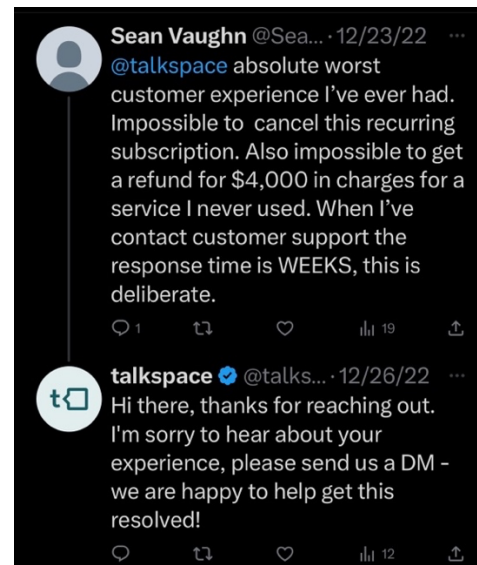 Sean Vaughn @Sea... · 12/23/22 ...
@talkspace absolute worst
customer experience I've ever had.
Impossible to  cancel this recurring
subscription. Also impossible to get
a refund for $4,000 in charges for a
service I never used. When I've
contact customer support the
response time is WEEKS, this is
deliberate.
1 19
talkspace @talks... · 12/26/22 ...
t
Hi there, thanks for reaching out.
I'm sorry to hear about your
experience, please send us a DM -
we are happy to help get this
resolved!
12